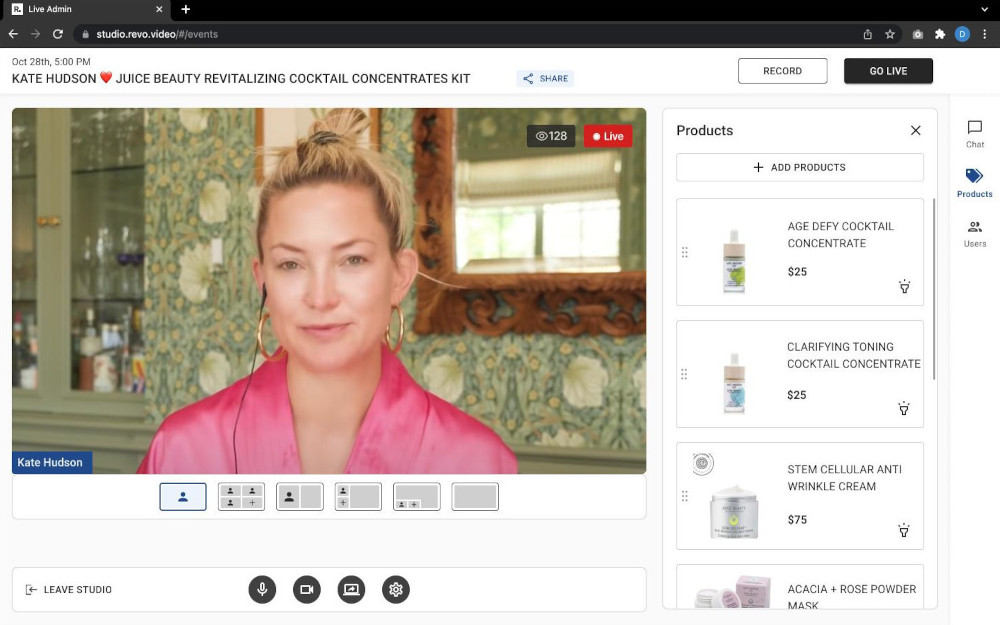 Live Admin
studio.revo.video/#/events
D
Oct 28th, 5:00 PM
KATE HUDSON ❤️ JUICE BEAUTY REVITALIZING COCKTAIL CONCENTRATES KIT
SHARE
RECORD
GO LIVE
128
Live
Kate Hudson
LEAVE STUDIO
Products
ADD PRODUCTS
AGE DEFY COCKTAIL
CONCENTRATE
$25
CLARIFYING TONING
COCKTAIL CONCENTRATE
$25
STEM CELLULAR ANTI
WRINKLE CREAM
$75
ACACIA + ROSE POWDER
MASK
Chat
Products
Users